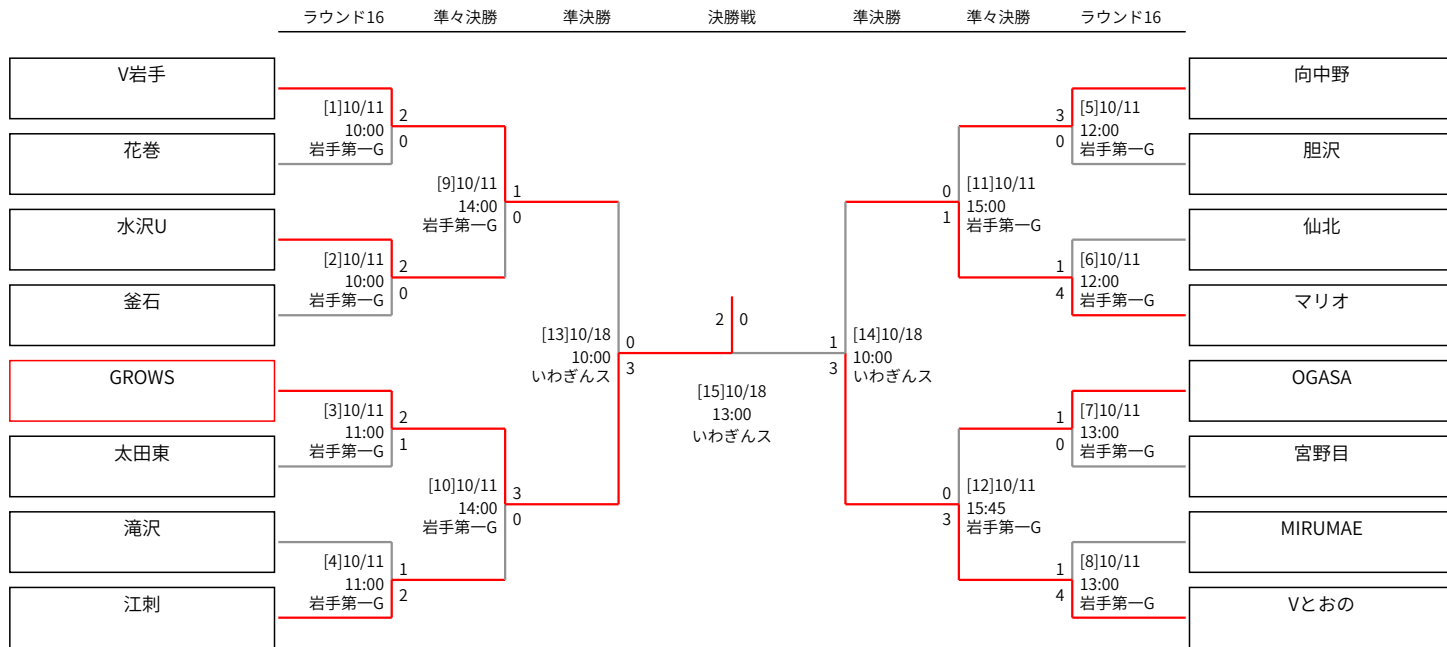 ラウンド16 準々決勝 準決勝 決勝戦 準決勝 準々決勝 ラウンド16
V岩手
花巻
水沢U
釜石
GROWS
太田東
滝沢
江刺
[1]10/11
10:00
岩手第一G
2
0
[2]10/11
10:00
岩手第一G
2
0
[3]10/11
11:00
岩手第一G
2
1
[4]10/11
11:00
岩手第一G
1
2
[9]10/11
14:00
岩手第一G
1
0
[10]10/11
14:00
岩手第一G
3
0
[13]10/18
10:00
いわぎんス
0
3
2 0
[15]10/18
13:00
いわぎんス
1
3
[14]10/18
10:00
いわぎんス
0
1
[11]10/11
15:00
岩手第一G
0
3
[12]10/11
15:45
岩手第一G
3
0
[5]10/11
12:00
岩手第一G
1
4
[6]10/11
12:00
岩手第一G
1
0
[7]10/11
13:00
岩手第一G
1
4
[8]10/11
13:00
岩手第一G
向中野
胆沢
仙北
マリオ
OGASA
宮野目
MIRUMAE
Vとおの